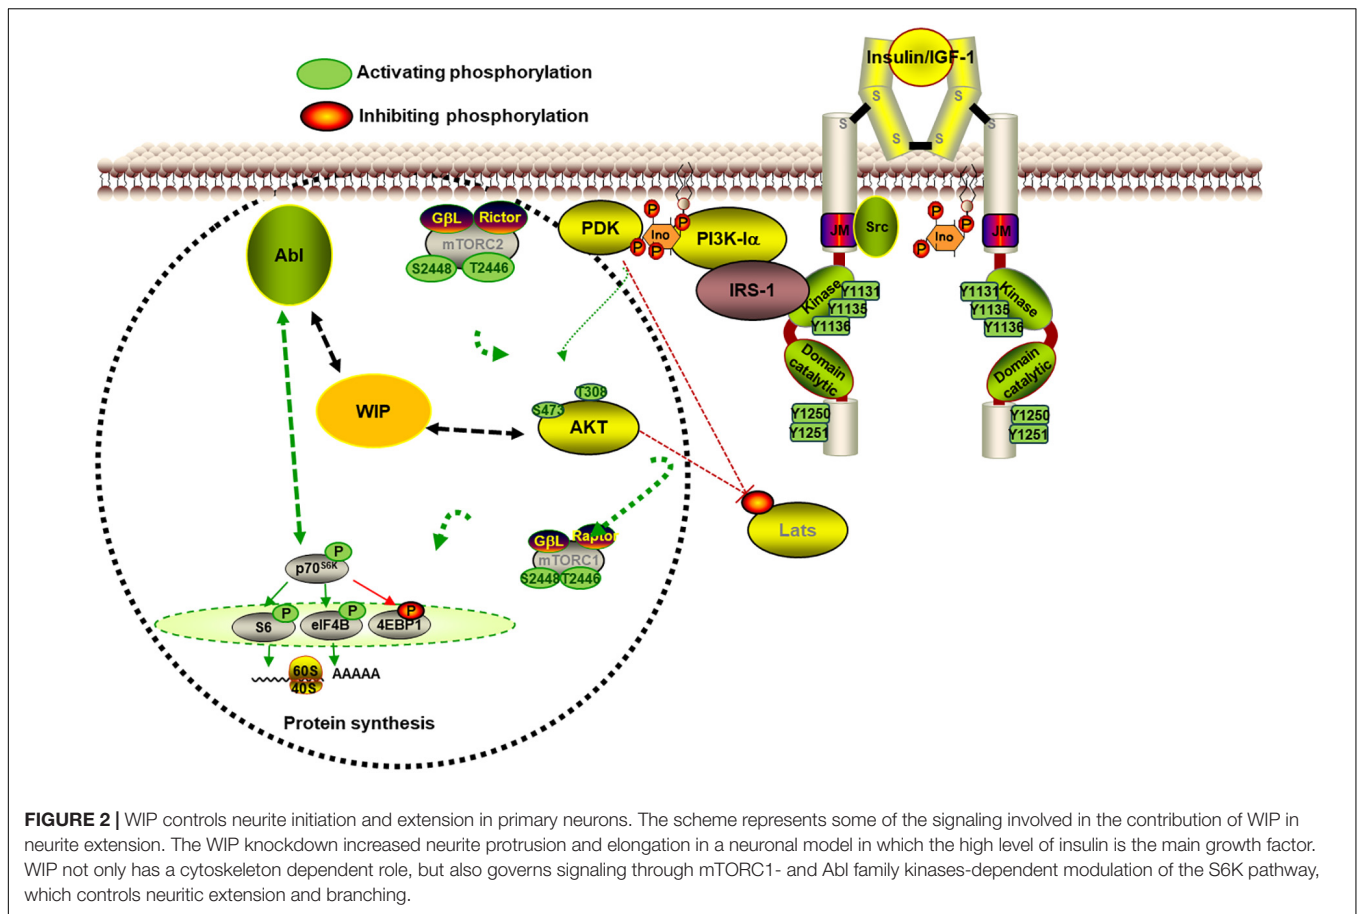 Insulin/IGF-1
Activating phosphorylation
Inhibiting phosphorylation
S
S
S
S
S
S
GβL
Rictor
mTORC2
S2448
T2446
PDK
P
P
P
P
Ino
PI3K-Iα
JM
Src
P
P
P
Ino
JM
Abl
IRS-1
Kinase
Y1131
Y1135
Y1136
Y1131
Y1135
Y1136
Kinase
Domain
catalytic
Domain
catalytic
WIP
T308
S473
AKT
Y1250
Y1251
Y1250
Y1251
GβL
Raptor
mTORC1
S2448
T2446
Lats
P
p70S6K
P
P
P
S6
eIF4B
4EBP1
60S
40S
AAAAA
Protein synthesis
FIGURE 2 | WIP controls neurite initiation and extension in primary neurons. The scheme represents some of the signaling involved in the contribution of WIP in
neurite extension. The WIP knockdown increased neurite protrusion and elongation in a neuronal model in which the high level of insulin is the main growth factor.
WIP not only has a cytoskeleton dependent role, but also governs signaling through mTORC1- and Abl family kinases-dependent modulation of the S6K pathway,
which controls neuritic extension and branching.